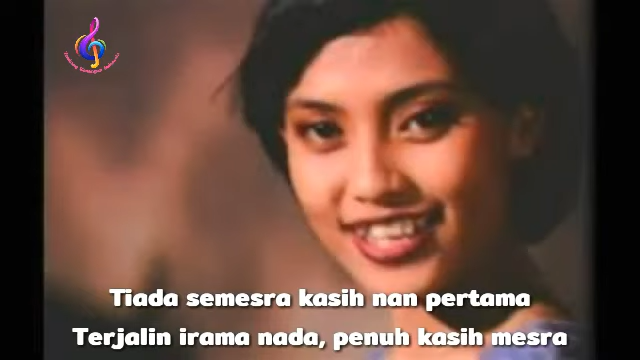 Tiada semesra kasih nan pertama
Terjalin irama nada, penuh kasih mesra